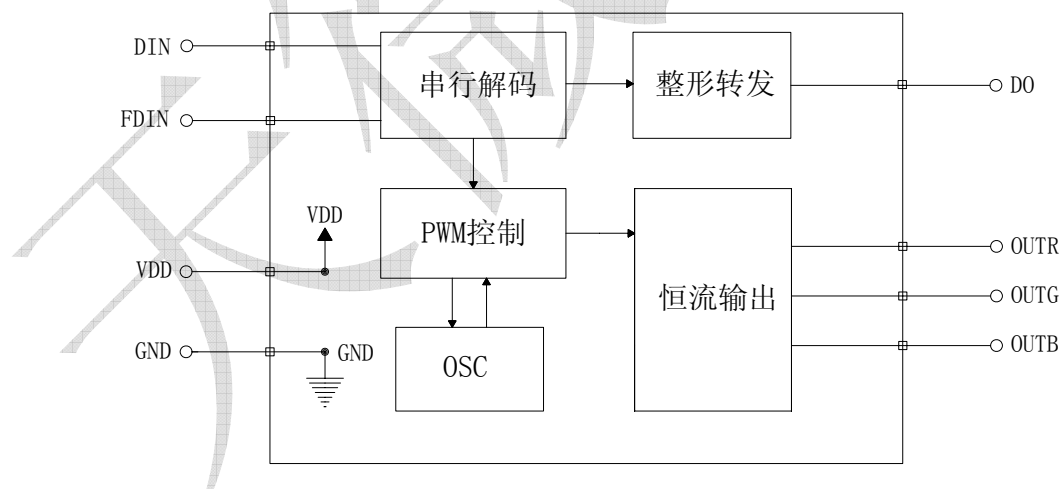 DIN
串行解码
整形转发
DO
FDIN
VDD
PWM控制
OUTR
VDD
恒流输出
OUTG
GND
GND
OSC
OUTB